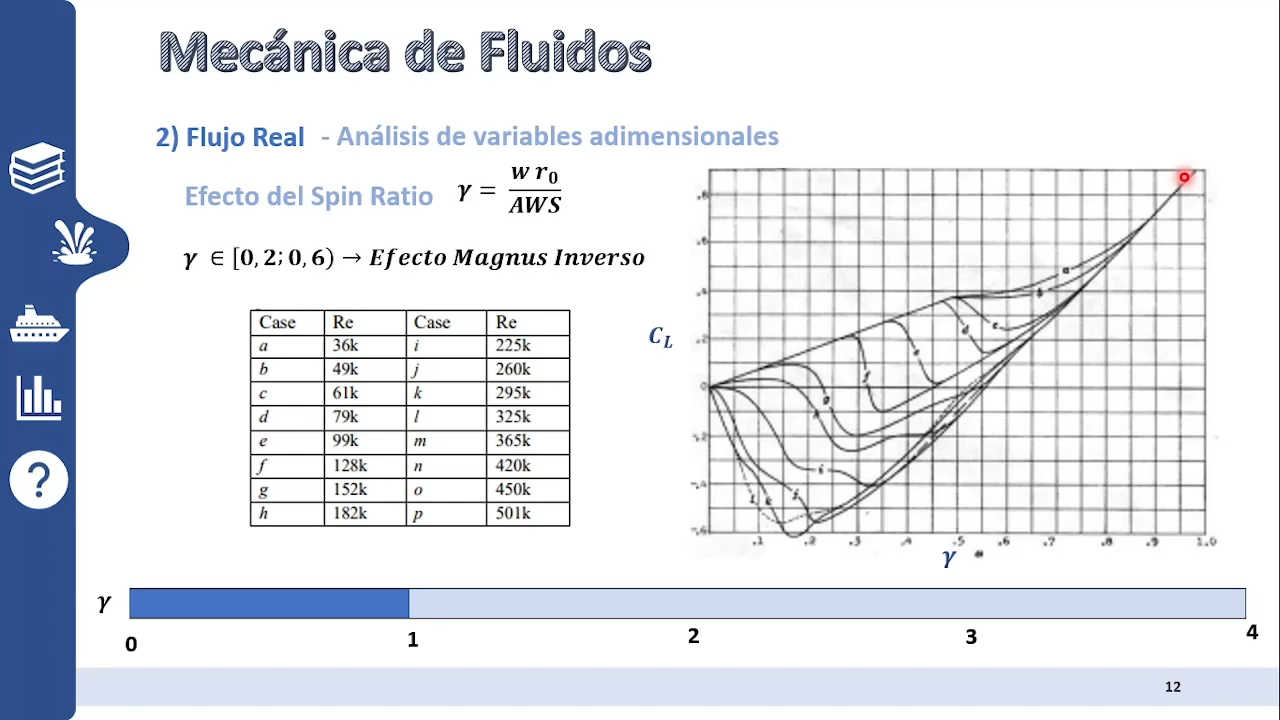 Mecánica de Fluidos
2) Flujo Real - Análisis de variables adimensionales
Efecto del Spin Ratio γ = w r₀ / AWS
γ ∈ [0, 2; 0, 6) → Efecto Magnus Inverso
Case Re Case Re
a 36k i 225k
b 49k j 260k
c 61k k 295k
d 79k l 325k
e 99k m 365k
f 128k n 420k
g 152k o 450k
h 182k p 501k
C_L
0
a
b
d
f
g
h
i
.1 .2 .3 .4 .5 .6 .7 .8 .9 1.0
γ
γ
0 1 2 3 4
12